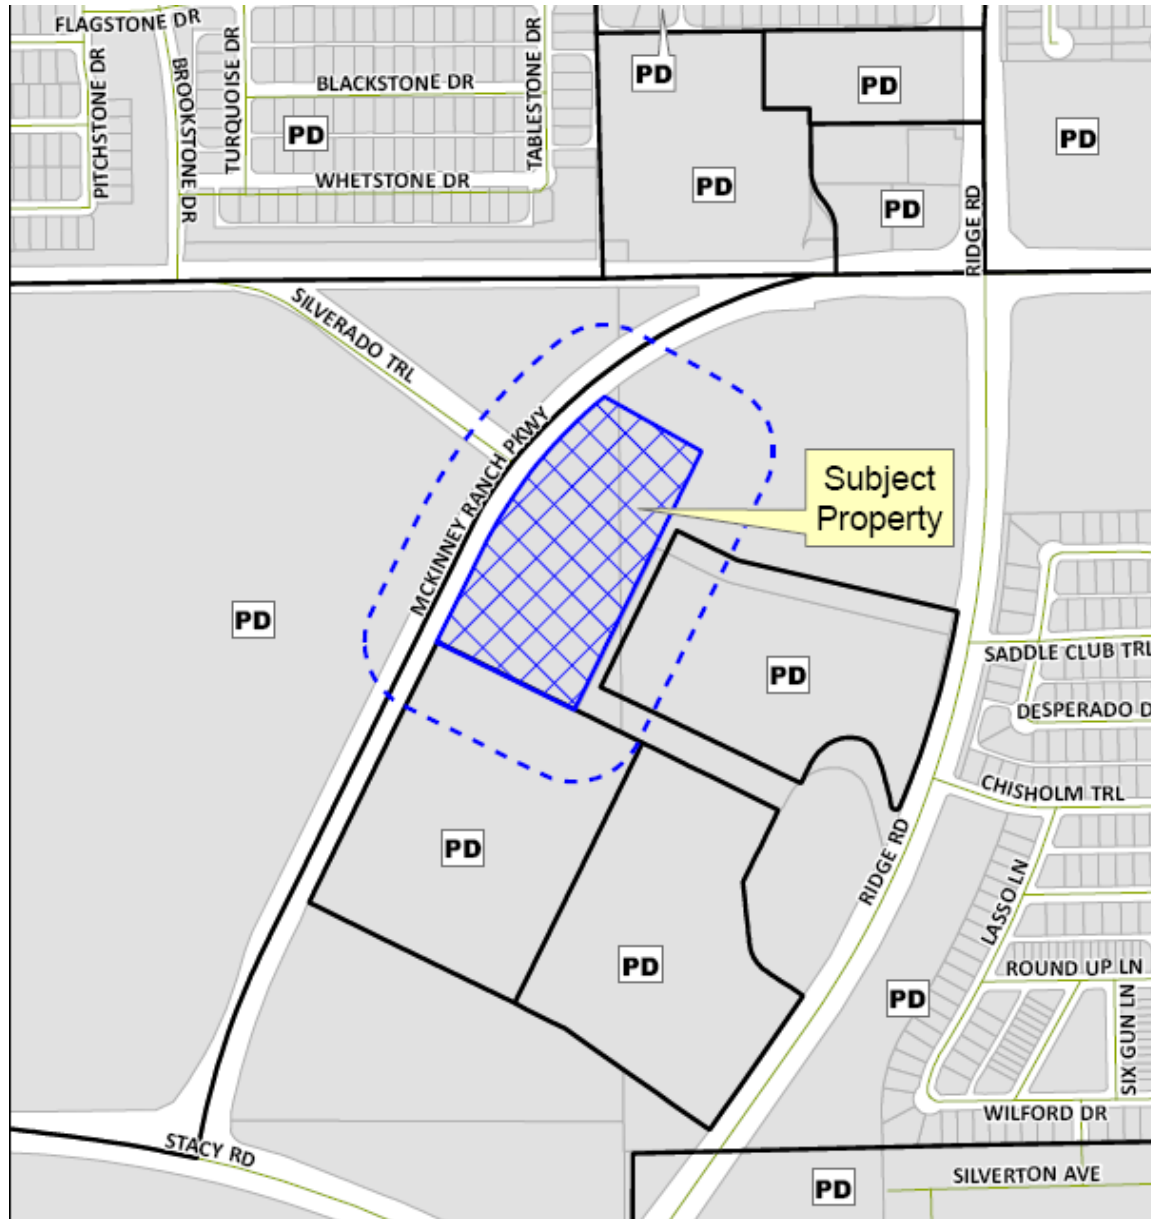 FLAGSTONE DR
PITCHSTONE DR
BROOKSTONE DR
TURQUOISE DR
BLACKSTONE DR
TABLESTONE DR
WHETSTONE DR
PD
PD
PD
PD
PD
PD
RIDGE RD
SILVERADO TRL
MCKINNEY RANCH PKWY
Subject
Property
PD
PD
SADDLE CLUB TRL
DESPERADO D
CHISHOLM TRL
RIDGE RD
PD
LASSO LN
PD
PD
ROUND UP LN
SIX GUN LN
WILFORD DR
STACY RD
PD
SILVERTON AVE